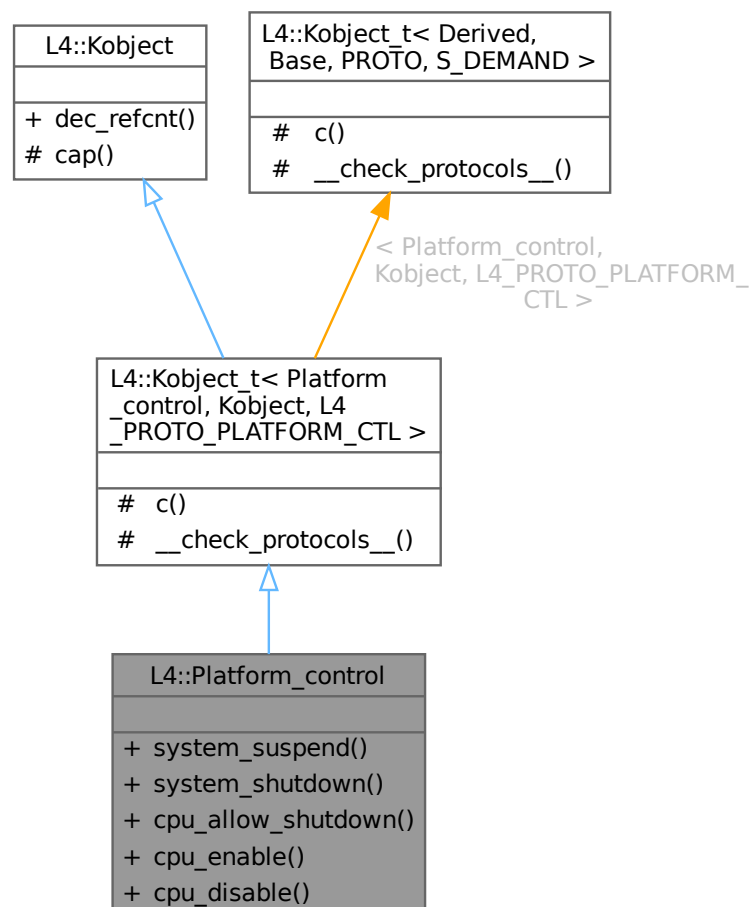 L4::Kobject
+ dec_refcnt()
# cap()
L4::Kobject_t< Derived,
Base, PROTO, S_DEMAND >
# c()
# __check_protocols__()
< Platform_control,
Kobject, L4_PROTO_PLATFORM_
CTL >
L4::Kobject_t< Platform
_control, Kobject, L4
_PROTO_PLATFORM_CTL >
# c()
# __check_protocols__()
L4::Platform_control
+ system_suspend()
+ system_shutdown()
+ cpu_allow_shutdown()
+ cpu_enable()
+ cpu_disable()